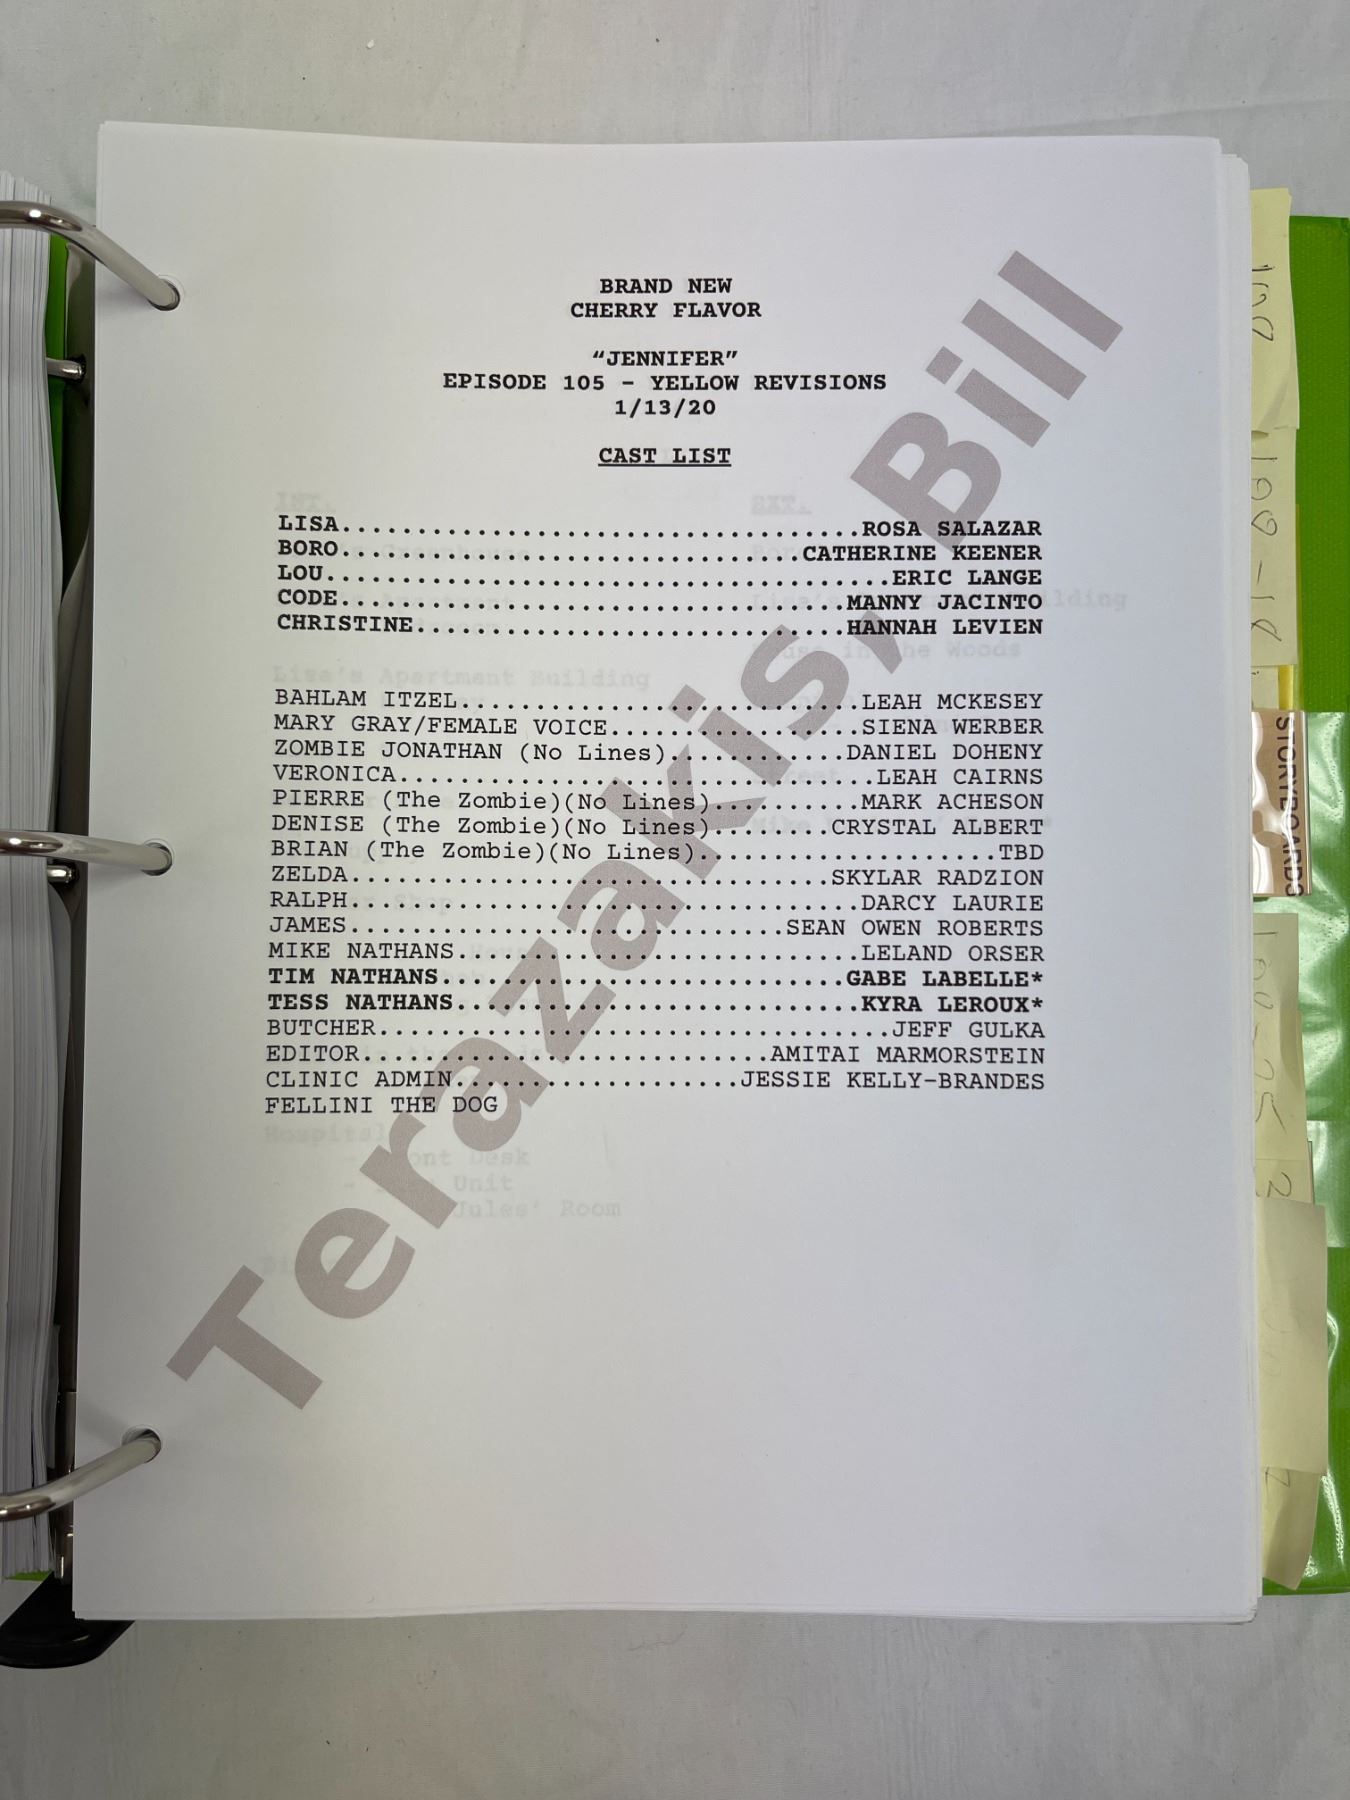 BRAND NEW
CHERRY FLAVOR
“JENNIFER”
EPISODE 105 – YELLOW REVISIONS
1/13/20
CAST LIST
LISA...................................ROSA SALAZAR
BORO...............................CATHERINE KEENER
LOU......................................ERIC LANGE
CODE..................................MANNY JACINTO
CHRISTINE.............................HANNAH LEVIEN
BAHLAM ITZEL...........................LEAH MCKESEY
MARY GRAY/FEMALE VOICE.................SIENA WERBER
ZOMBIE JONATHAN (No Lines)............DANIEL DOHENY
VERONICA................................LEAH CAIRNS
PIERRE (The Zombie)(No Lines)..........MARK ACHESON
DENISE (The Zombie)(No Lines)........CRYSTAL ALBERT
BRIAN (The Zombie)(No Lines)....................TBD
ZELDA................................SKYLAR RADZION
RALPH..................................DARCY LAURIE
JAMES.............................SEAN OWEN ROBERTS
MIKE NATHANS...........................LELAND ORSER
TIM NATHANS...........................GABE LABELLE*
TESS NATHANS...........................KYRA LEROUX*
BUTCHER..................................JEFF GULKA
EDITOR...........................AMITAI MARMORSTEIN
CLINIC ADMIN...................JESSIE KELLY–BRANDES
FELLINI THE DOG
Terazakis, Bill
STORYBOARDS